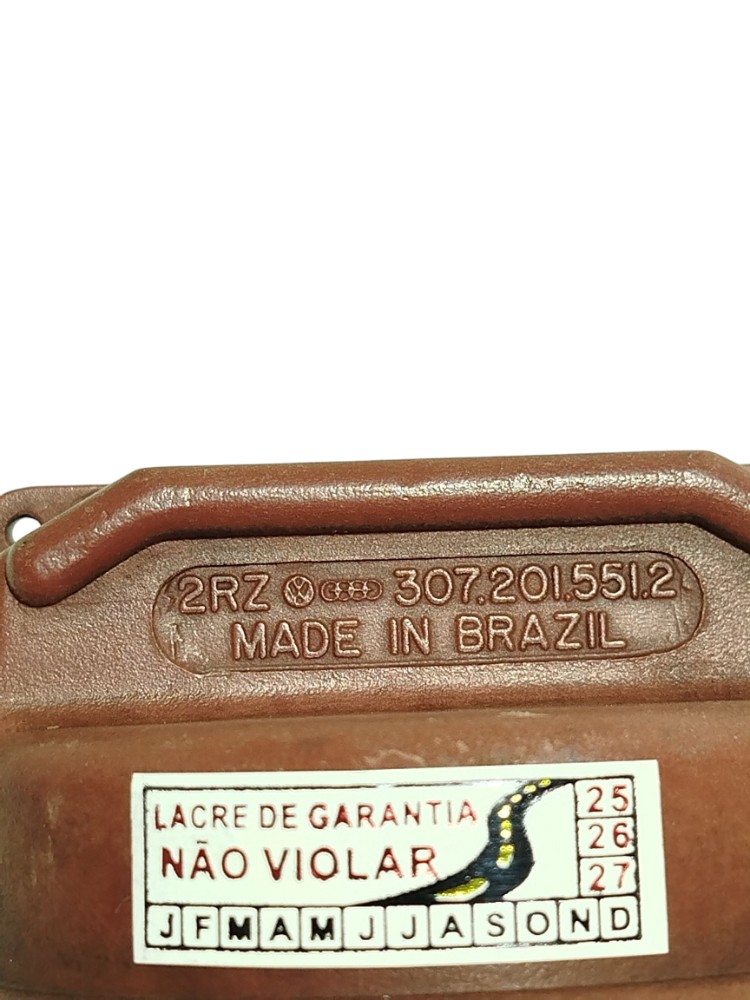 2RZ 307.201.551.2
MADE IN BRAZIL
LACRE DE GARANTIA
NÃO VIOLAR
25
26
27
J F M A M J J A S O N D